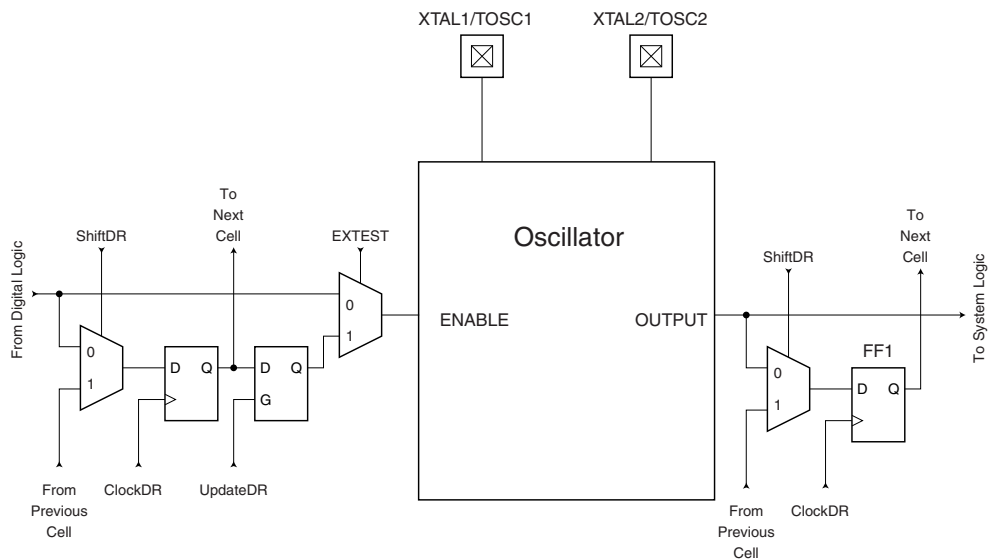 XTAL1/TOSC1
XTAL2/TOSC2
To
Next
Cell
ShiftDR
EXTEST
From Digital Logic
0
1
0
1
D Q
D Q
G
From
Previous
Cell
ClockDR
UpdateDR
Oscillator
ENABLE
OUTPUT
To
Next
Cell
ShiftDR
To System Logic
FF1
0
1
D Q
From
Previous
Cell
ClockDR